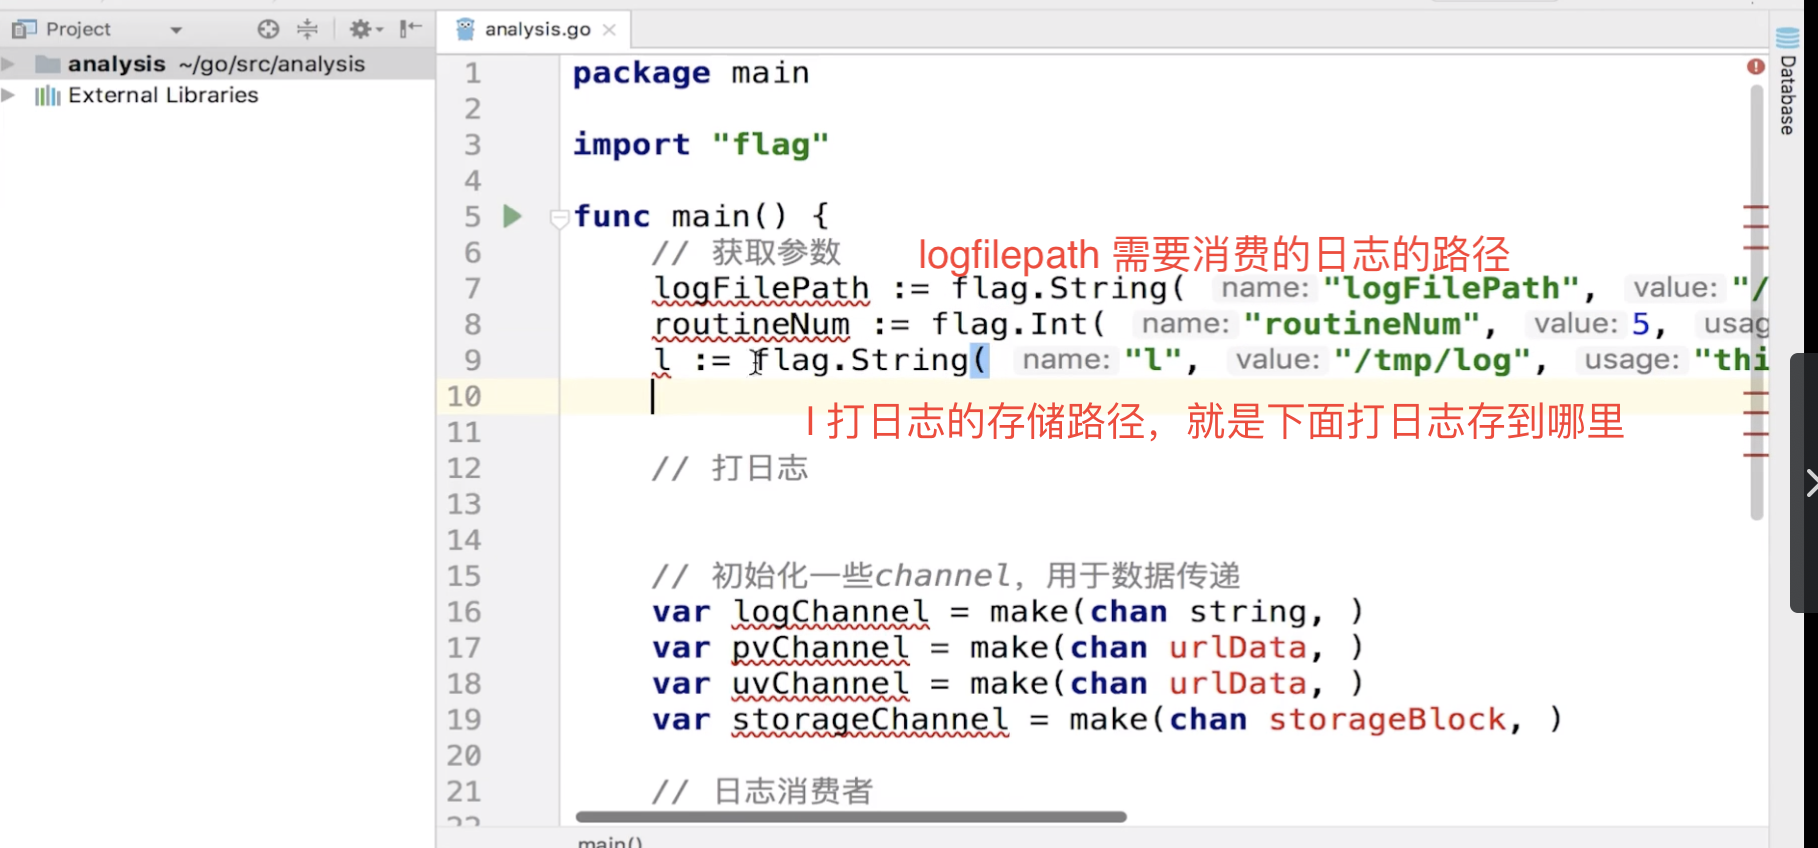 Project
analysis ~/go/src/analysis
External Libraries
analysis.go
Database
1 package main
2
3 import "flag"
4
5 func main() {
6 // 获取参数
logfilepath 需要消费的日志的路径
7 logFilePath := flag.String( name: "logFilePath", value: "/
8 routineNum := flag.Int( name: "routineNum", value: 5, usag
9 l := flag.String( name: "l", value: "/tmp/log", usage: "thi
10
l 打日志的存储路径，就是下面打日志存到哪里
11
12 // 打日志
13
14
15 // 初始化一些channel，用于数据传递
16 var logChannel = make(chan string, )
17 var pvChannel = make(chan urlData, )
18 var uvChannel = make(chan urlData, )
19 var storageChannel = make(chan storageBlock, )
20
21 // 日志消费者
22
main()